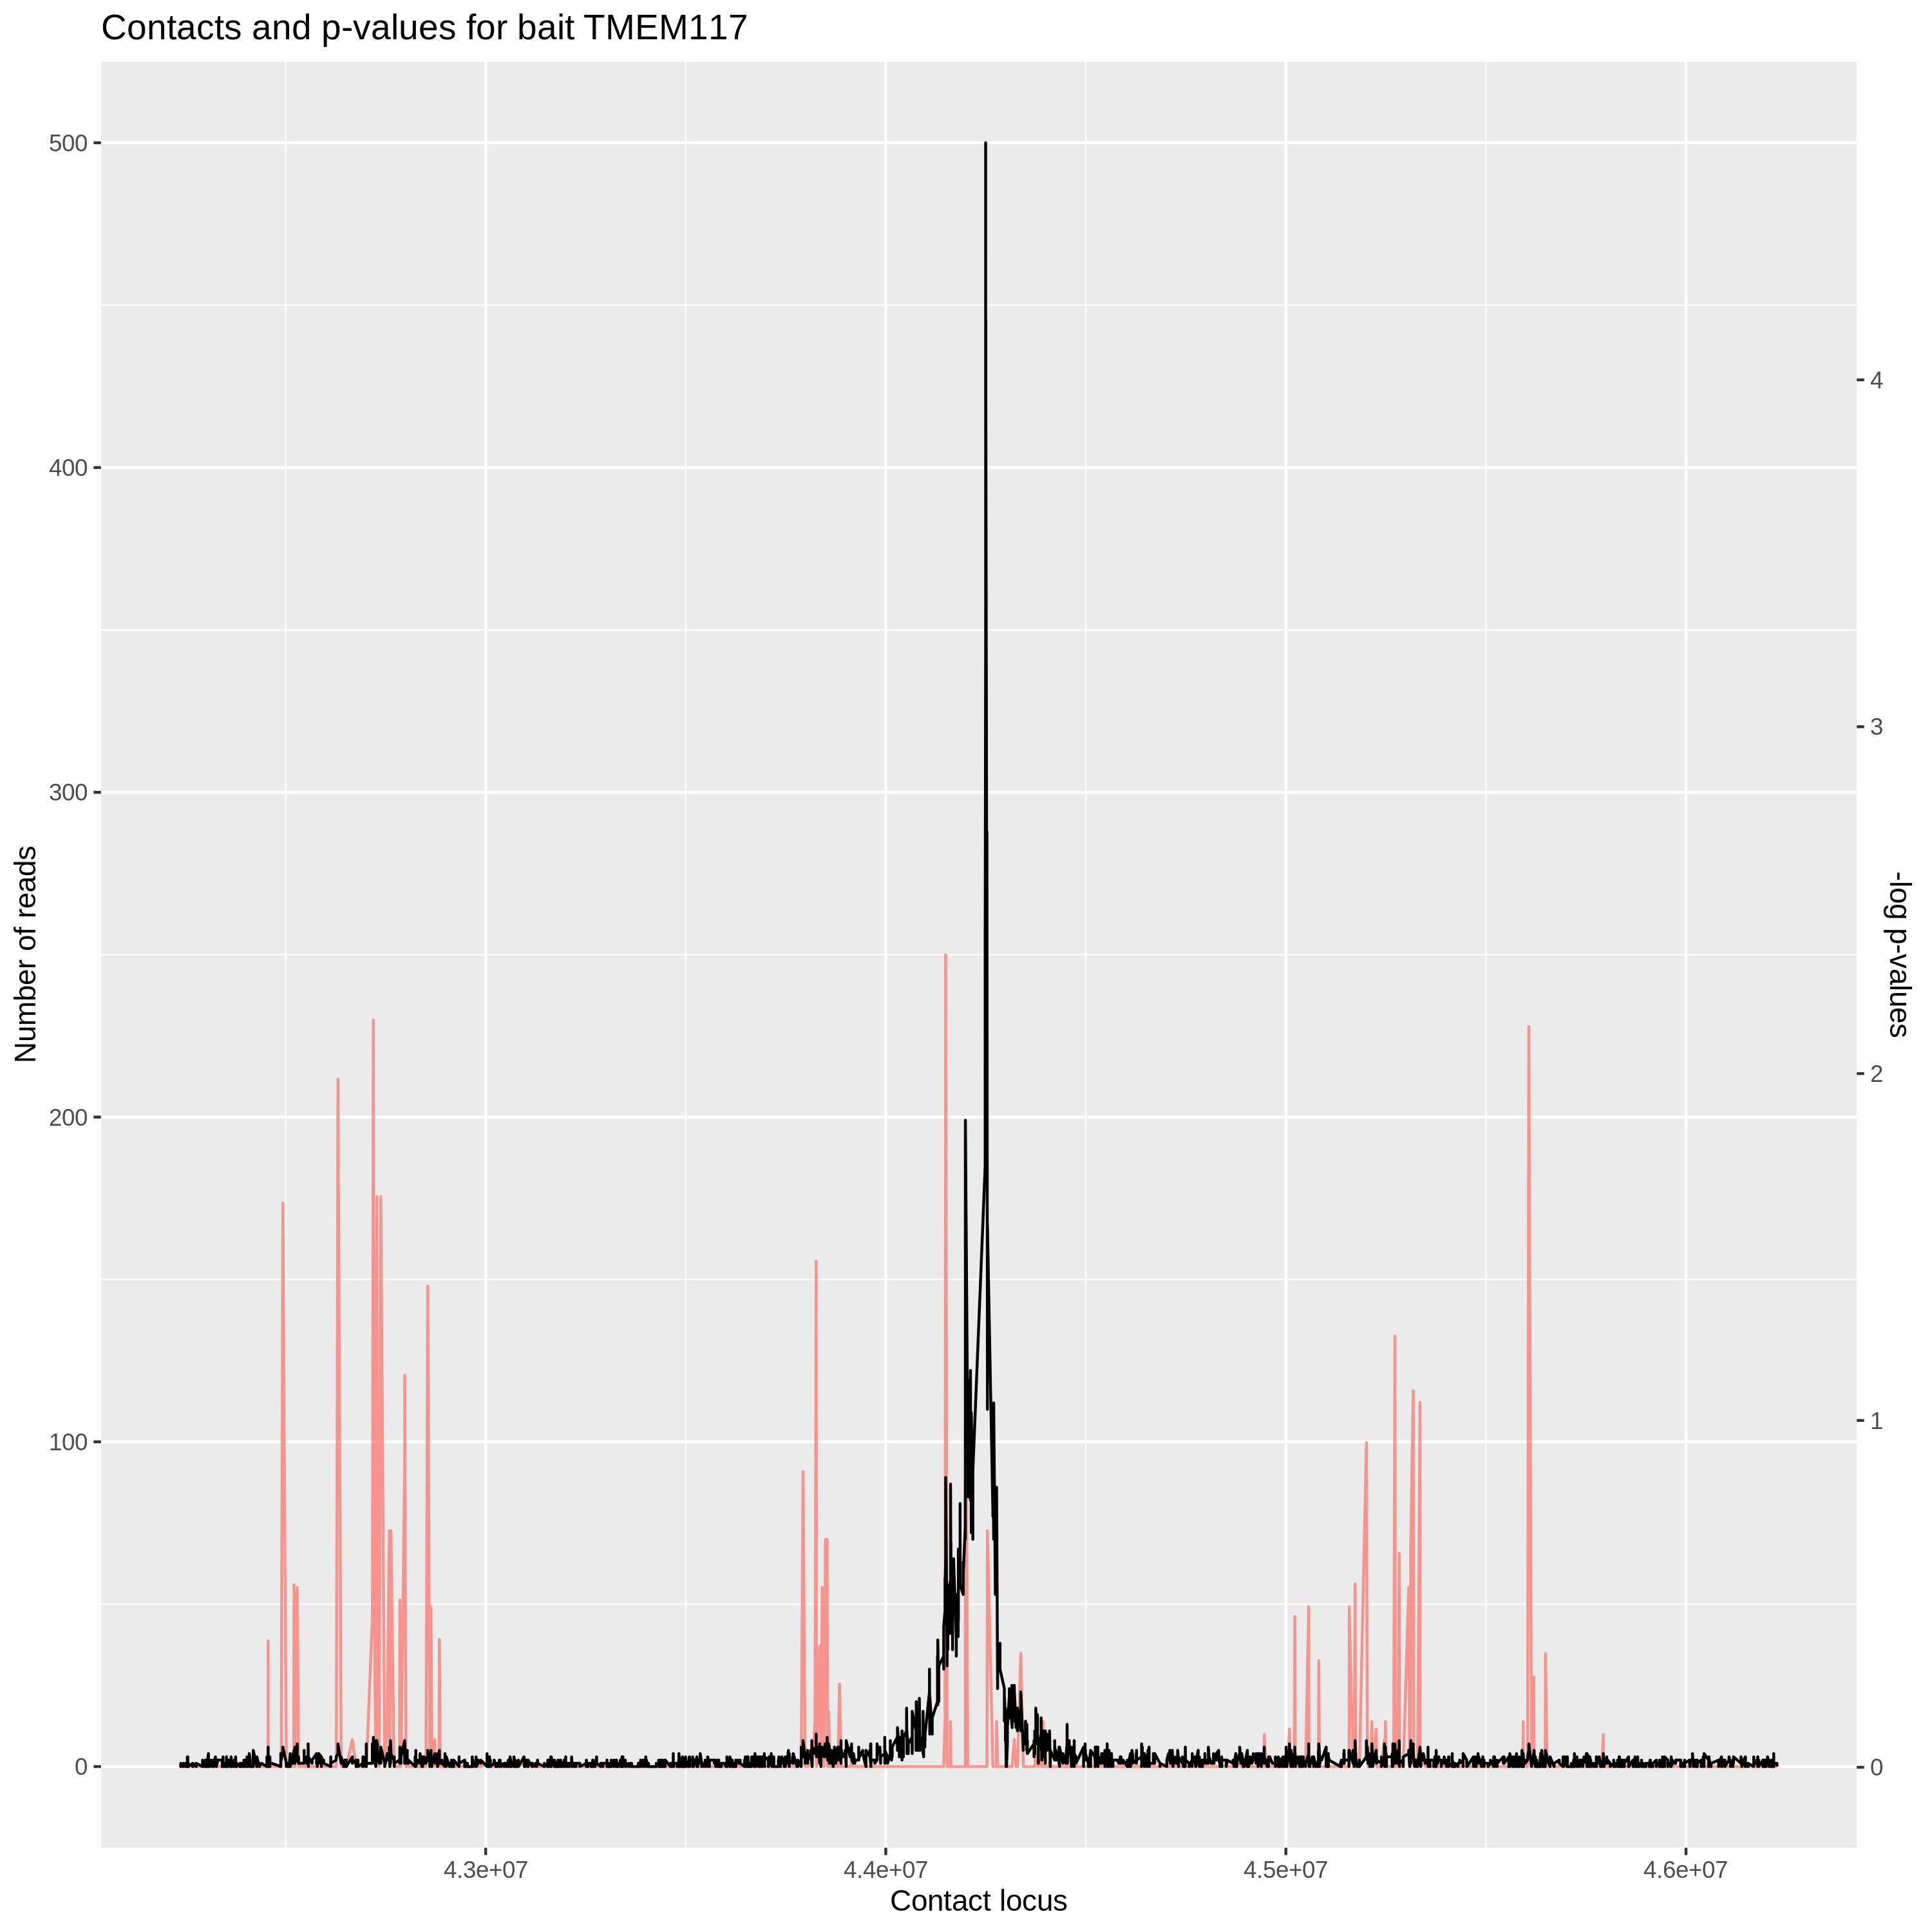 Contacts and p-values for bait TMEM117
Number of reads
500
400
300
200
100
0
4
3
2
1
0
-log p-values
4.3e+07
4.4e+07
4.5e+07
4.6e+07
Contact locus